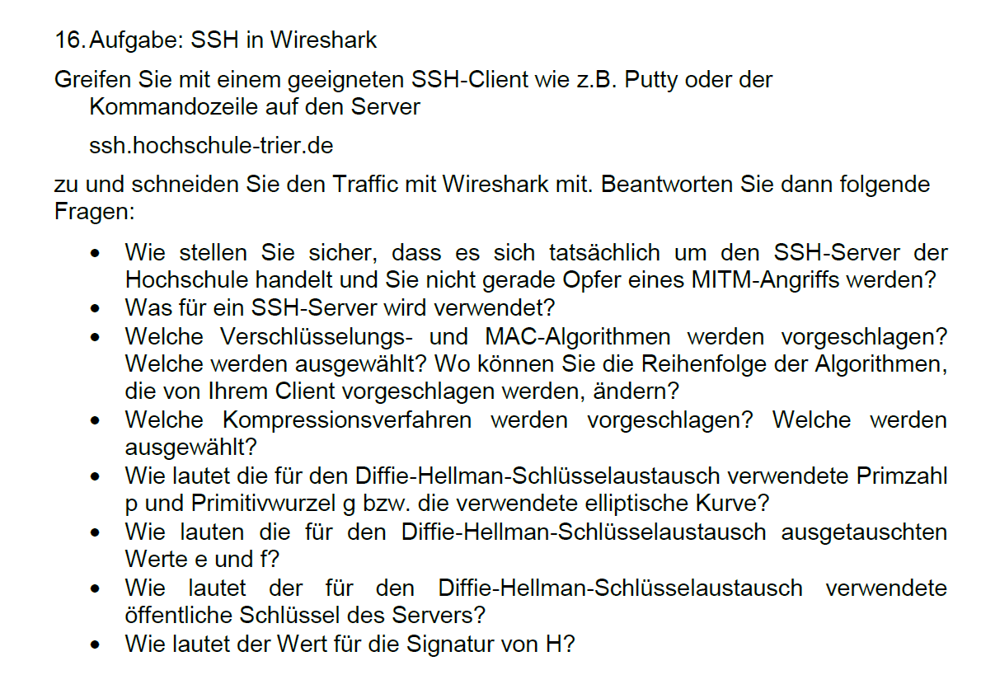 16. Aufgabe: SSH in Wireshark
Greifen Sie mit einem geeigneten SSH-Client wie z.B. Putty oder der
Kommandozeile auf den Server
ssh.hochschule-trier.de
zu und schneiden Sie den Traffic mit Wireshark mit. Beantworten Sie dann folgende
Fragen:
• Wie stellen Sie sicher, dass es sich tatsächlich um den SSH-Server der
Hochschule handelt und Sie nicht gerade Opfer eines MITM-Angriffs werden?
• Was für ein SSH-Server wird verwendet?
• Welche Verschlüsselungs- und MAC-Algorithmen werden vorgeschlagen?
Welche werden ausgewählt? Wo können Sie die Reihenfolge der Algorithmen,
die von Ihrem Client vorgeschlagen werden, ändern?
• Welche Kompressionsverfahren werden vorgeschlagen? Welche werden
ausgewählt?
• Wie lautet die für den Diffie-Hellman-Schlüsselaustausch verwendete Primzahl
p und Primitivwurzel g bzw. die verwendete elliptische Kurve?
• Wie lauten die für den Diffie-Hellman-Schlüsselaustausch ausgetauschten
Werte e und f?
• Wie lautet der für den Diffie-Hellman-Schlüsselaustausch verwendete
öffentliche Schlüssel des Servers?
• Wie lautet der Wert für die Signatur von H?